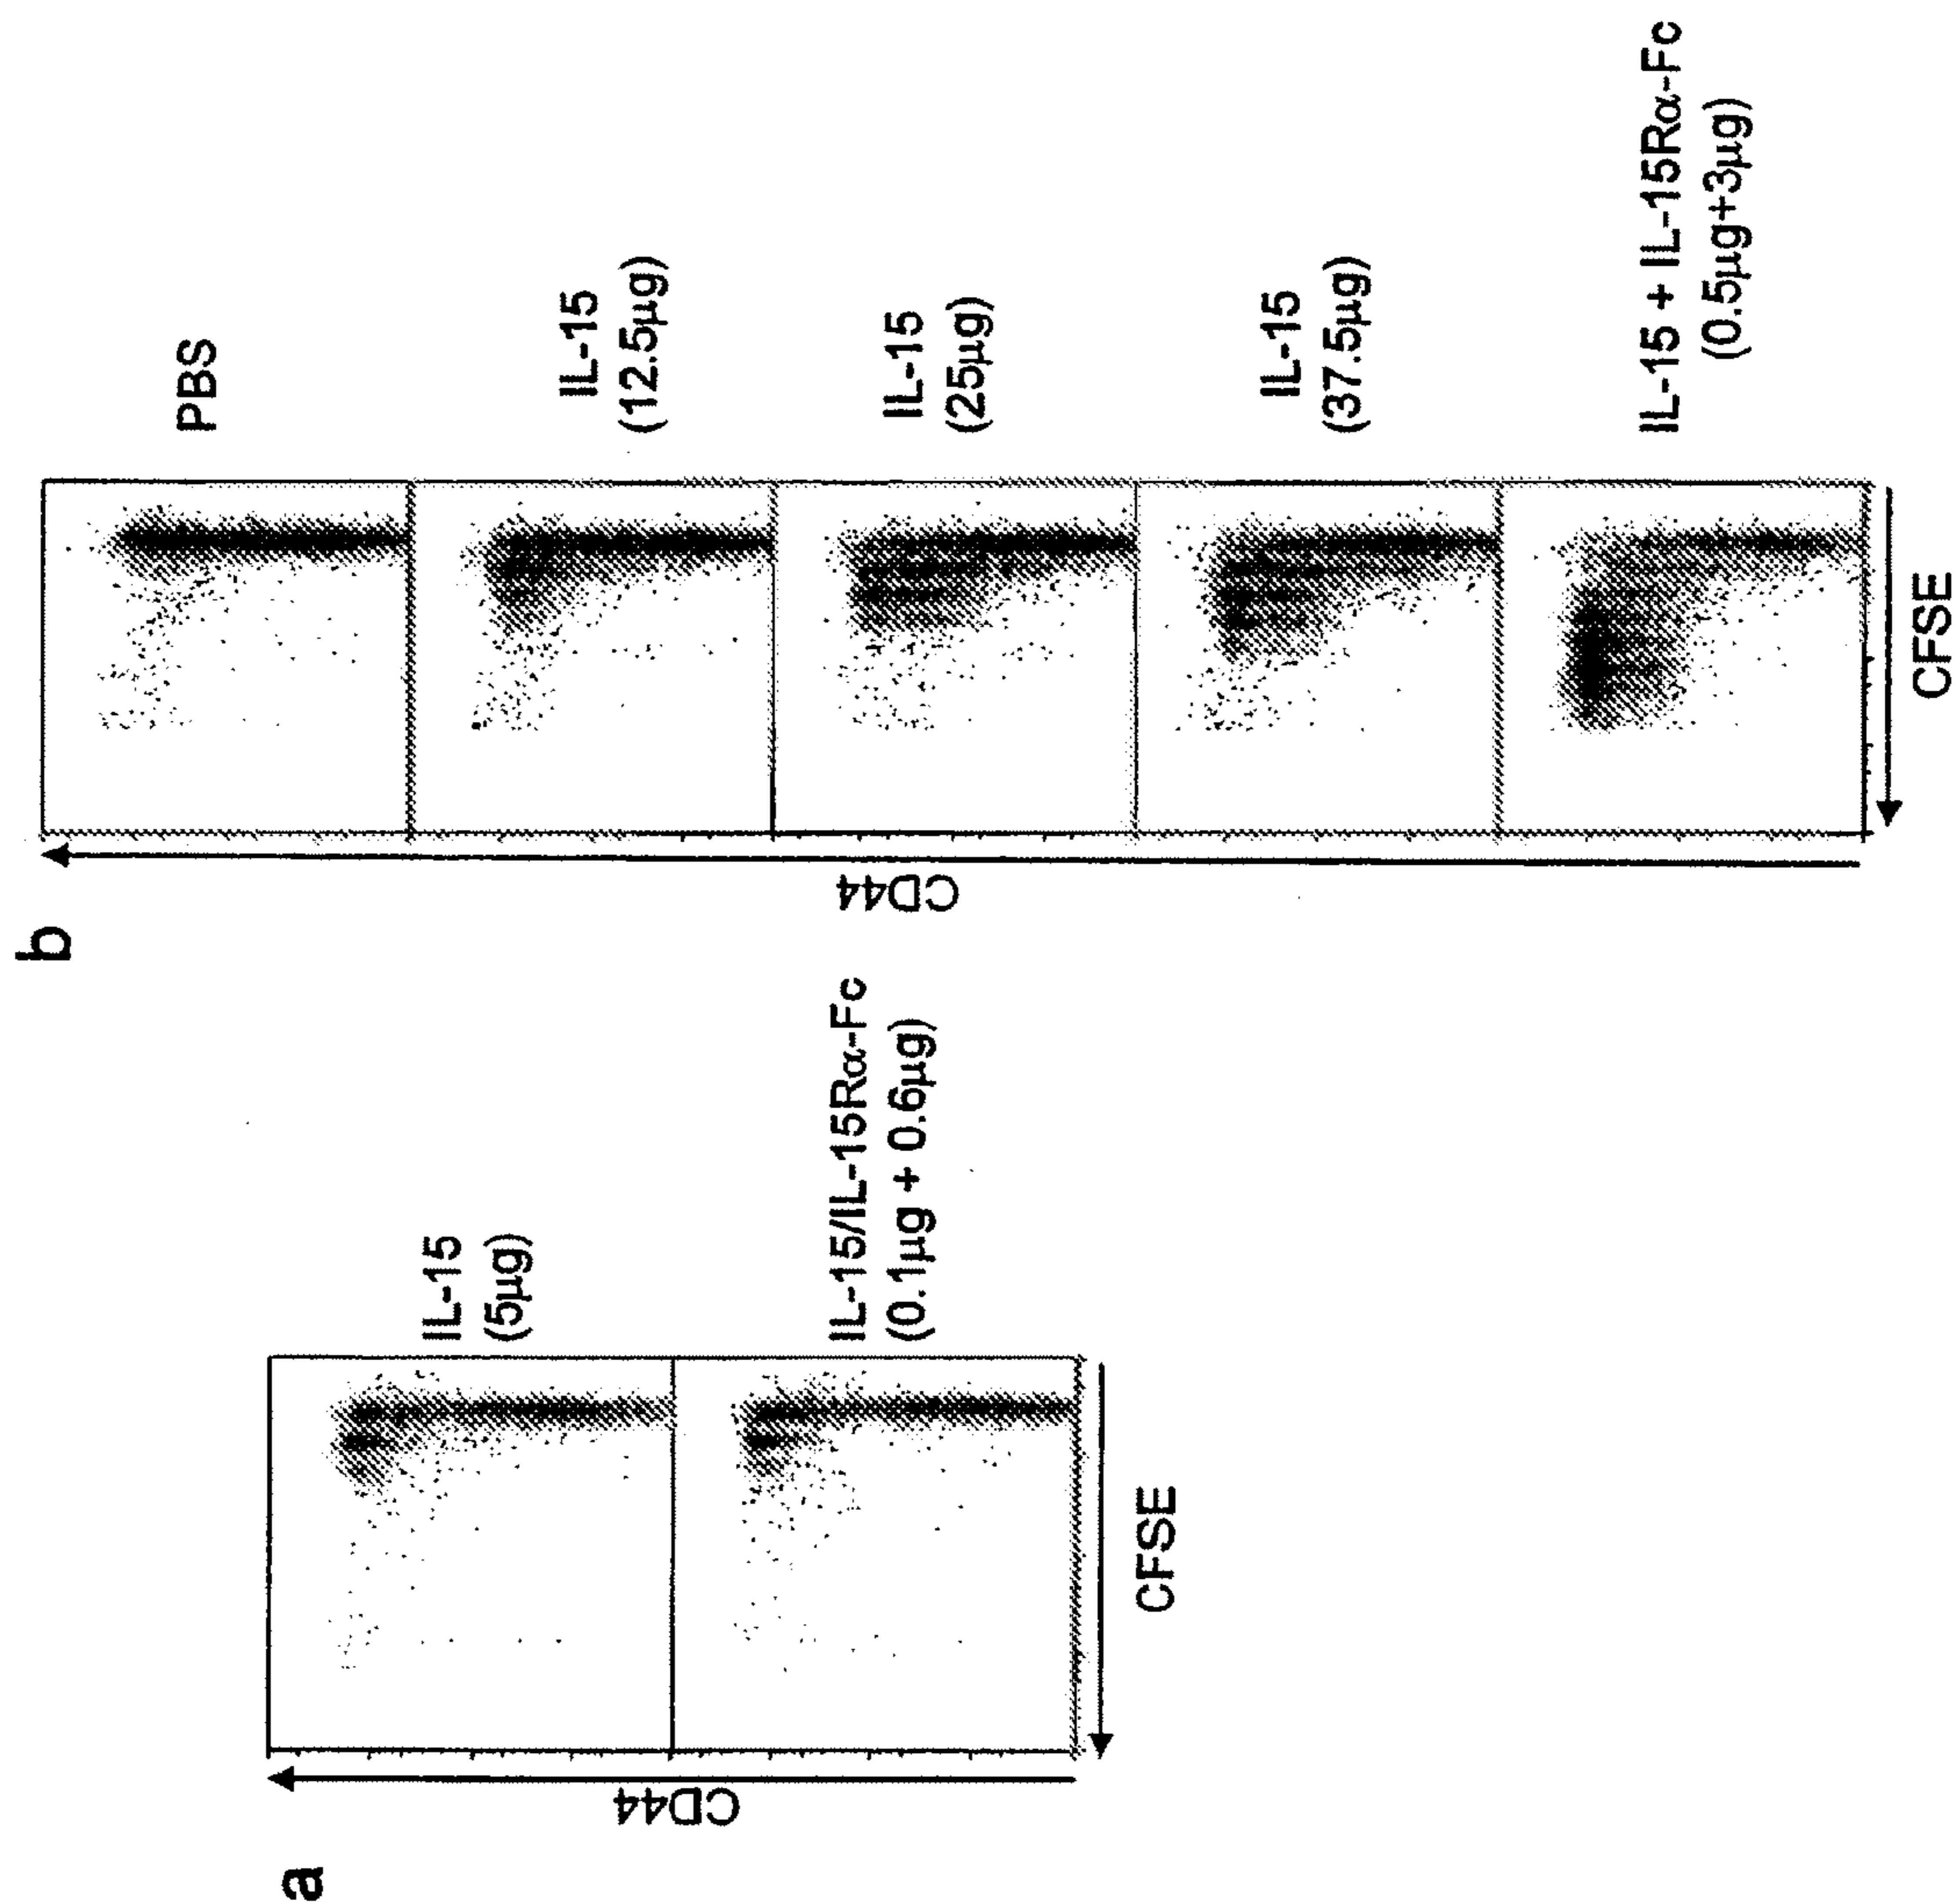 a
CD44
IL-15
(5µg)
IL-15/IL-15Rα-Fc
(0.1µg + 0.6µg)
CFSE
b
CD44
PBS
IL-15
(12.5µg)
IL-15
(25µg)
IL-15
(37.5µg)
IL-15 + IL-15Rα-Fc
(0.5µg+3µg)
CFSE